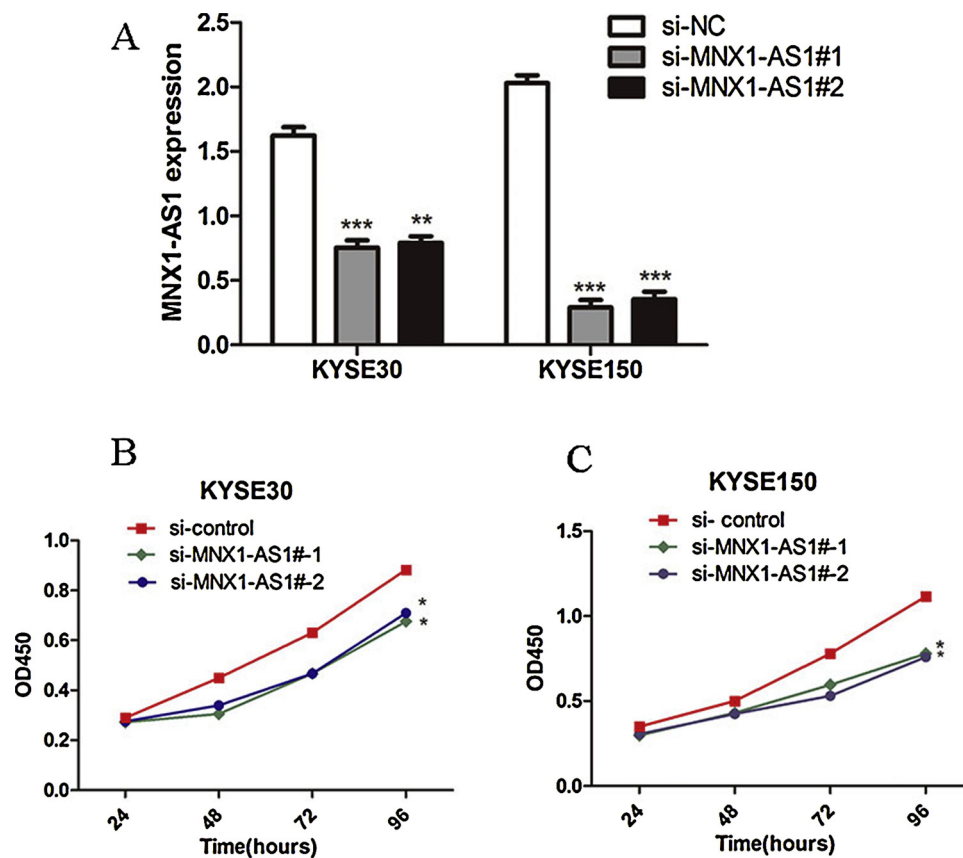 A
si-NC
si-MNX1-AS1#1
si-MNX1-AS1#2
MNX1-AS1 expression
2.5
2.0
1.5
1.0
0.5
0.0
***
**
***
***
KYSE30
KYSE150
B
KYSE30
si-control
si-MNX1-AS1#-1
si-MNX1-AS1#-2
OD450
1.0
0.8
0.6
0.4
0.2
0.0
*
*
24
48
72
96
Time(hours)
C
KYSE150
si- control
si-MNX1-AS1#-1
si-MNX1-AS1#-2
OD450
1.5
1.0
0.5
0.0
*
*
24
48
72
96
Time(hours)